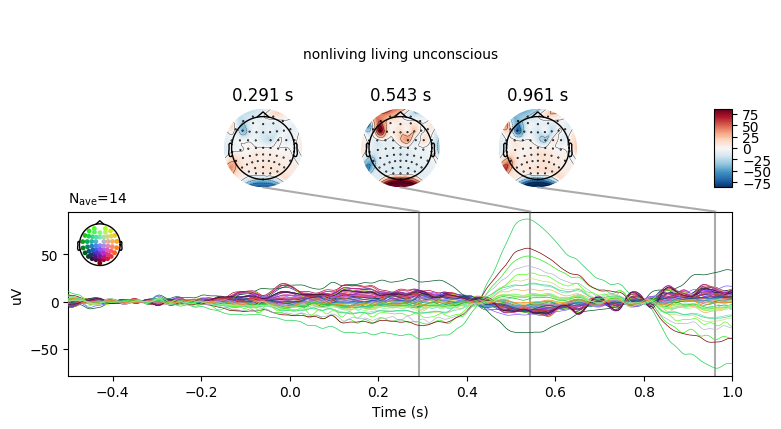 nonliving living unconscious
0.291 s 0.543 s 0.961 s
75
50
25
0
−25
−50
−75
Nave=14
50
0
−50
uV
−0.4 −0.2 0.0 0.2 0.4 0.6 0.8 1.0
Time (s)